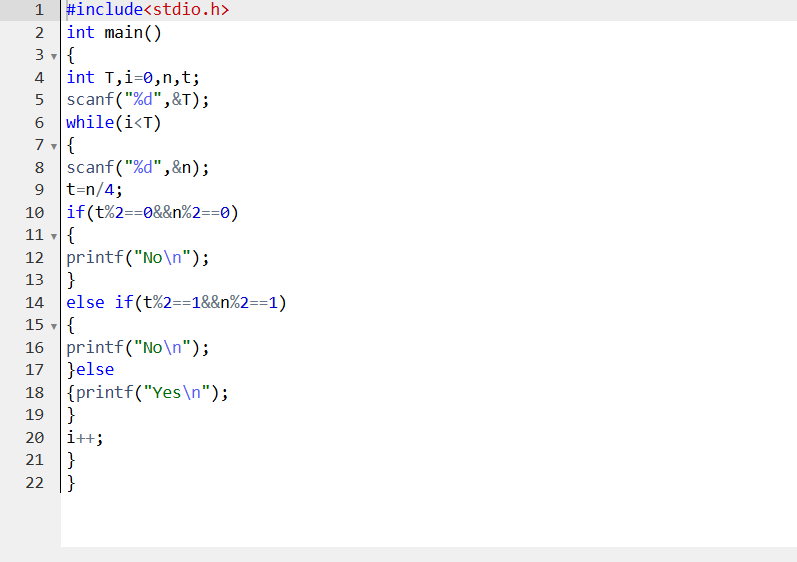 1 #include<stdio.h>
2 int main()
3 {
4 int T,i=0,n,t;
5 scanf("%d",&T);
6 while(i<T)
7 {
8 scanf("%d",&n);
9 t=n/4;
10 if(t%2==0&&n%2==0)
11 {
12 printf("No\n");
13 }
14 else if(t%2==1&&n%2==1)
15 {
16 printf("No\n");
17 }else
18 {printf("Yes\n");
19 }
20 i++;
21 }
22 }